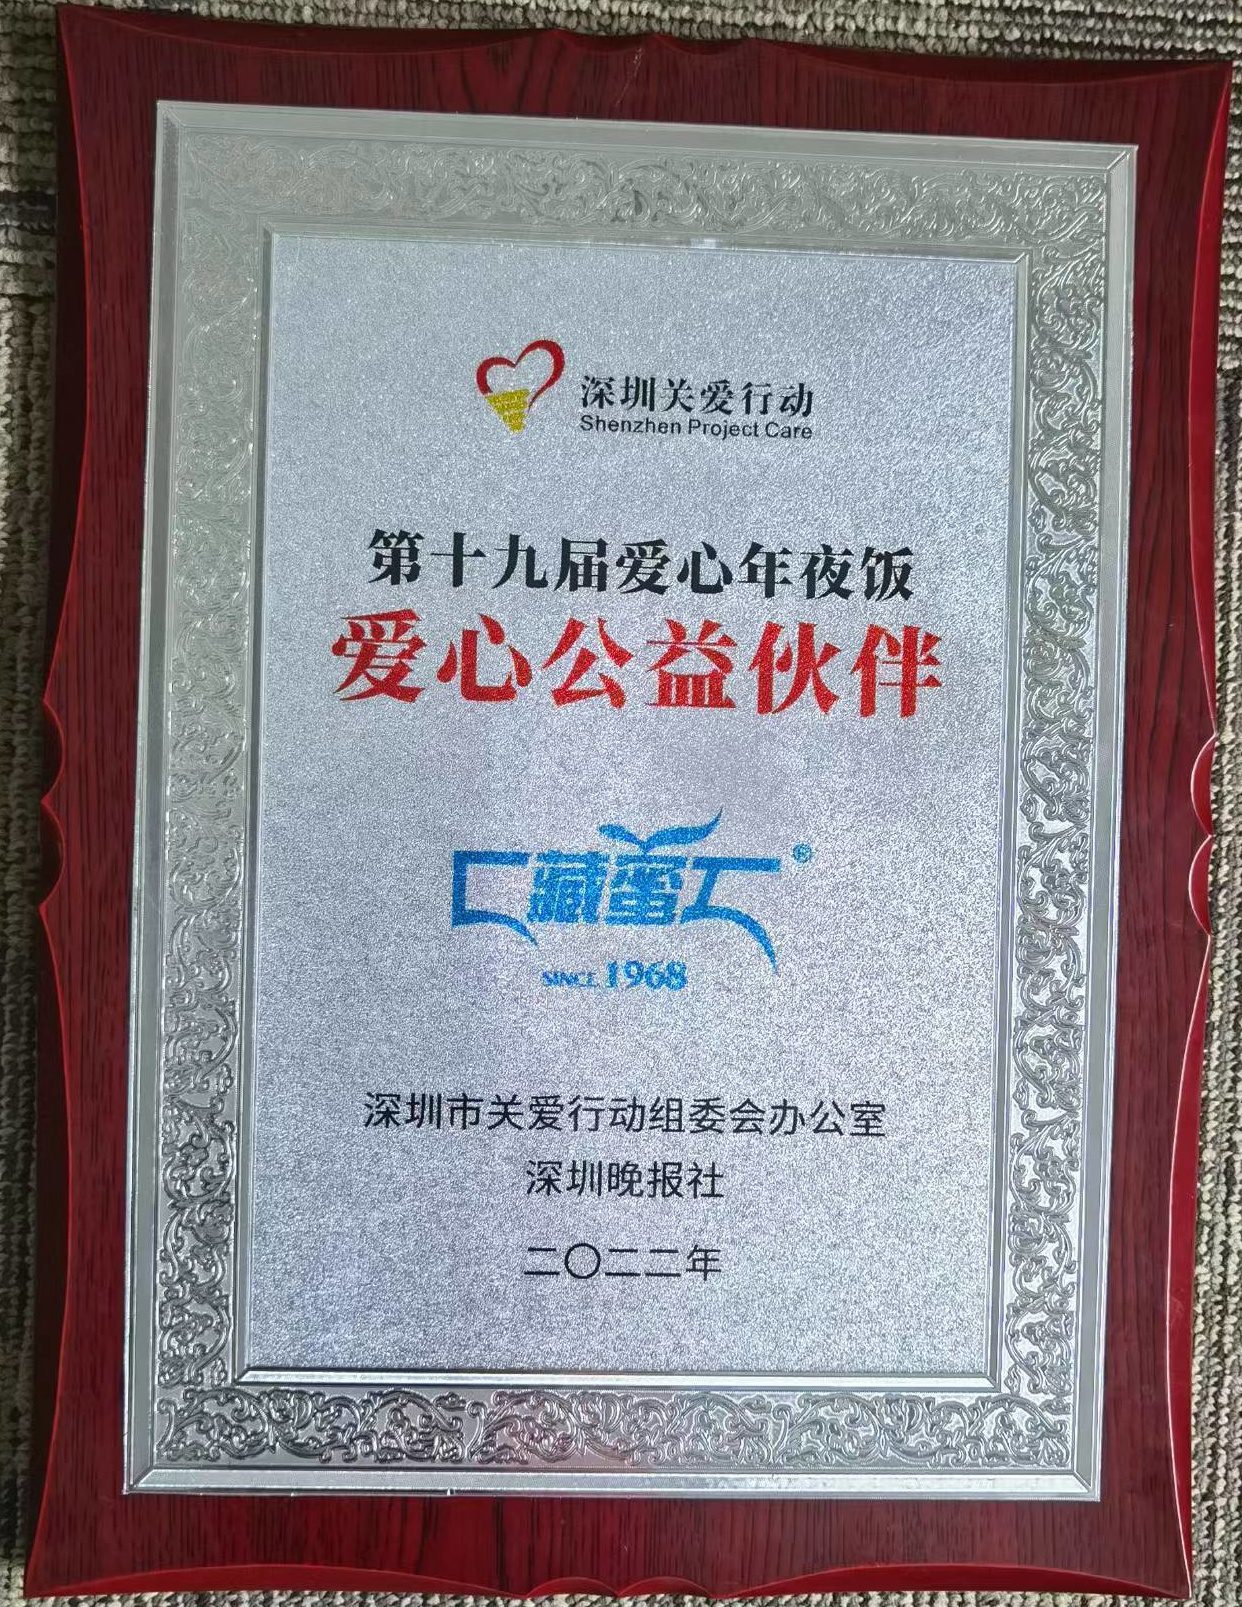 深圳关爱行动
Shenzhen Project Care
第十九届爱心年夜饭
爱心公益伙伴
藏蜜®
SINCE 1968
深圳市关爱行动组委会办公室
深圳晚报社
二〇二二年